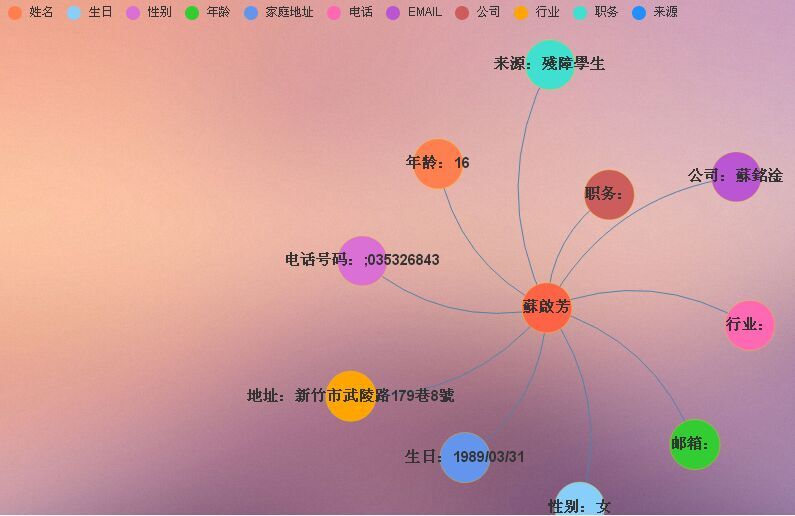 姓名 生日 性别 年龄 家庭地址 电话 EMAIL 公司 行业 职务 来源
来源：殘障學生
年龄：16
公司：蘇銘淦
职务：
电话号码：;035326843
蘇啟芳
行业：
地址：新竹市武陵路179巷8號
邮箱：
生日：1989/03/31
性别：女